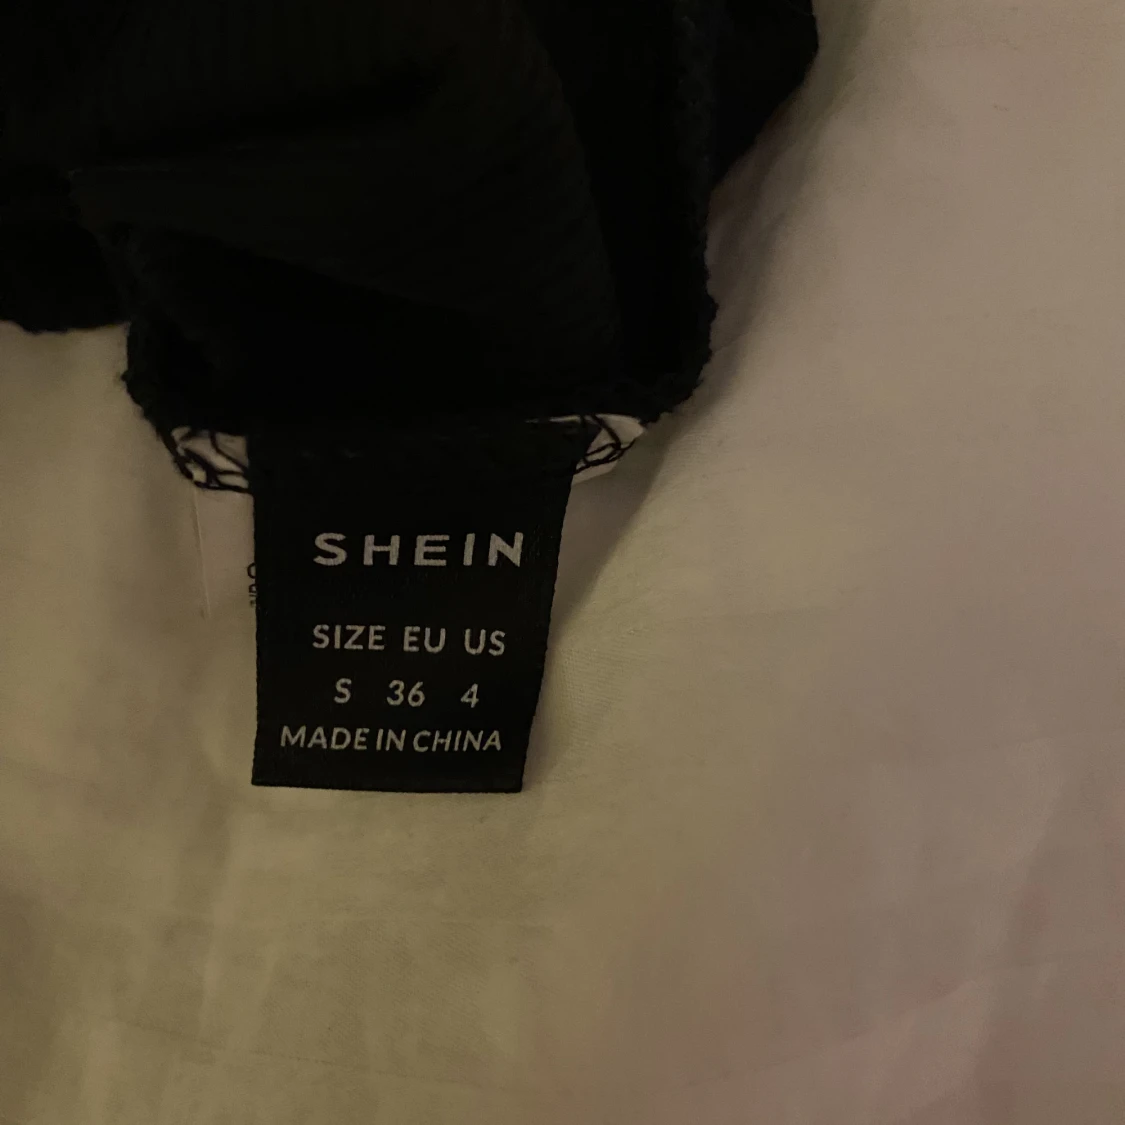 SHEIN
SIZE EU US
S 36 4
MADE IN CHINA